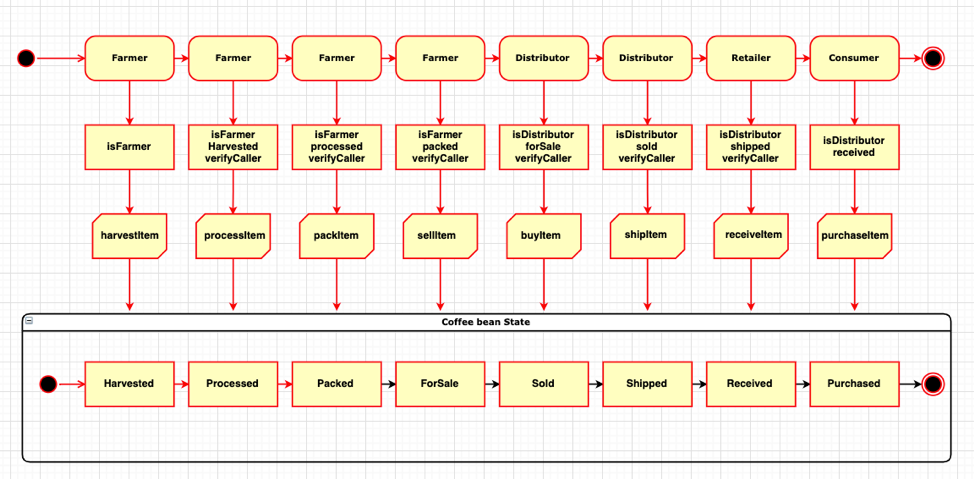 Farmer
Farmer
Farmer
Farmer
Distributor
Distributor
Retailer
Consumer
isFarmer
isFarmer
Harvested
verifyCaller
isFarmer
processed
verifyCaller
isFarmer
packed
verifyCaller
isDistributor
forSale
verifyCaller
isDistributor
sold
verifyCaller
isDistributor
shipped
verifyCaller
isDistributor
received
harvestItem
processItem
packItem
sellItem
buyItem
shipItem
receiveItem
purchaseItem
Coffee bean State
Harvested
Processed
Packed
ForSale
Sold
Shipped
Received
Purchased